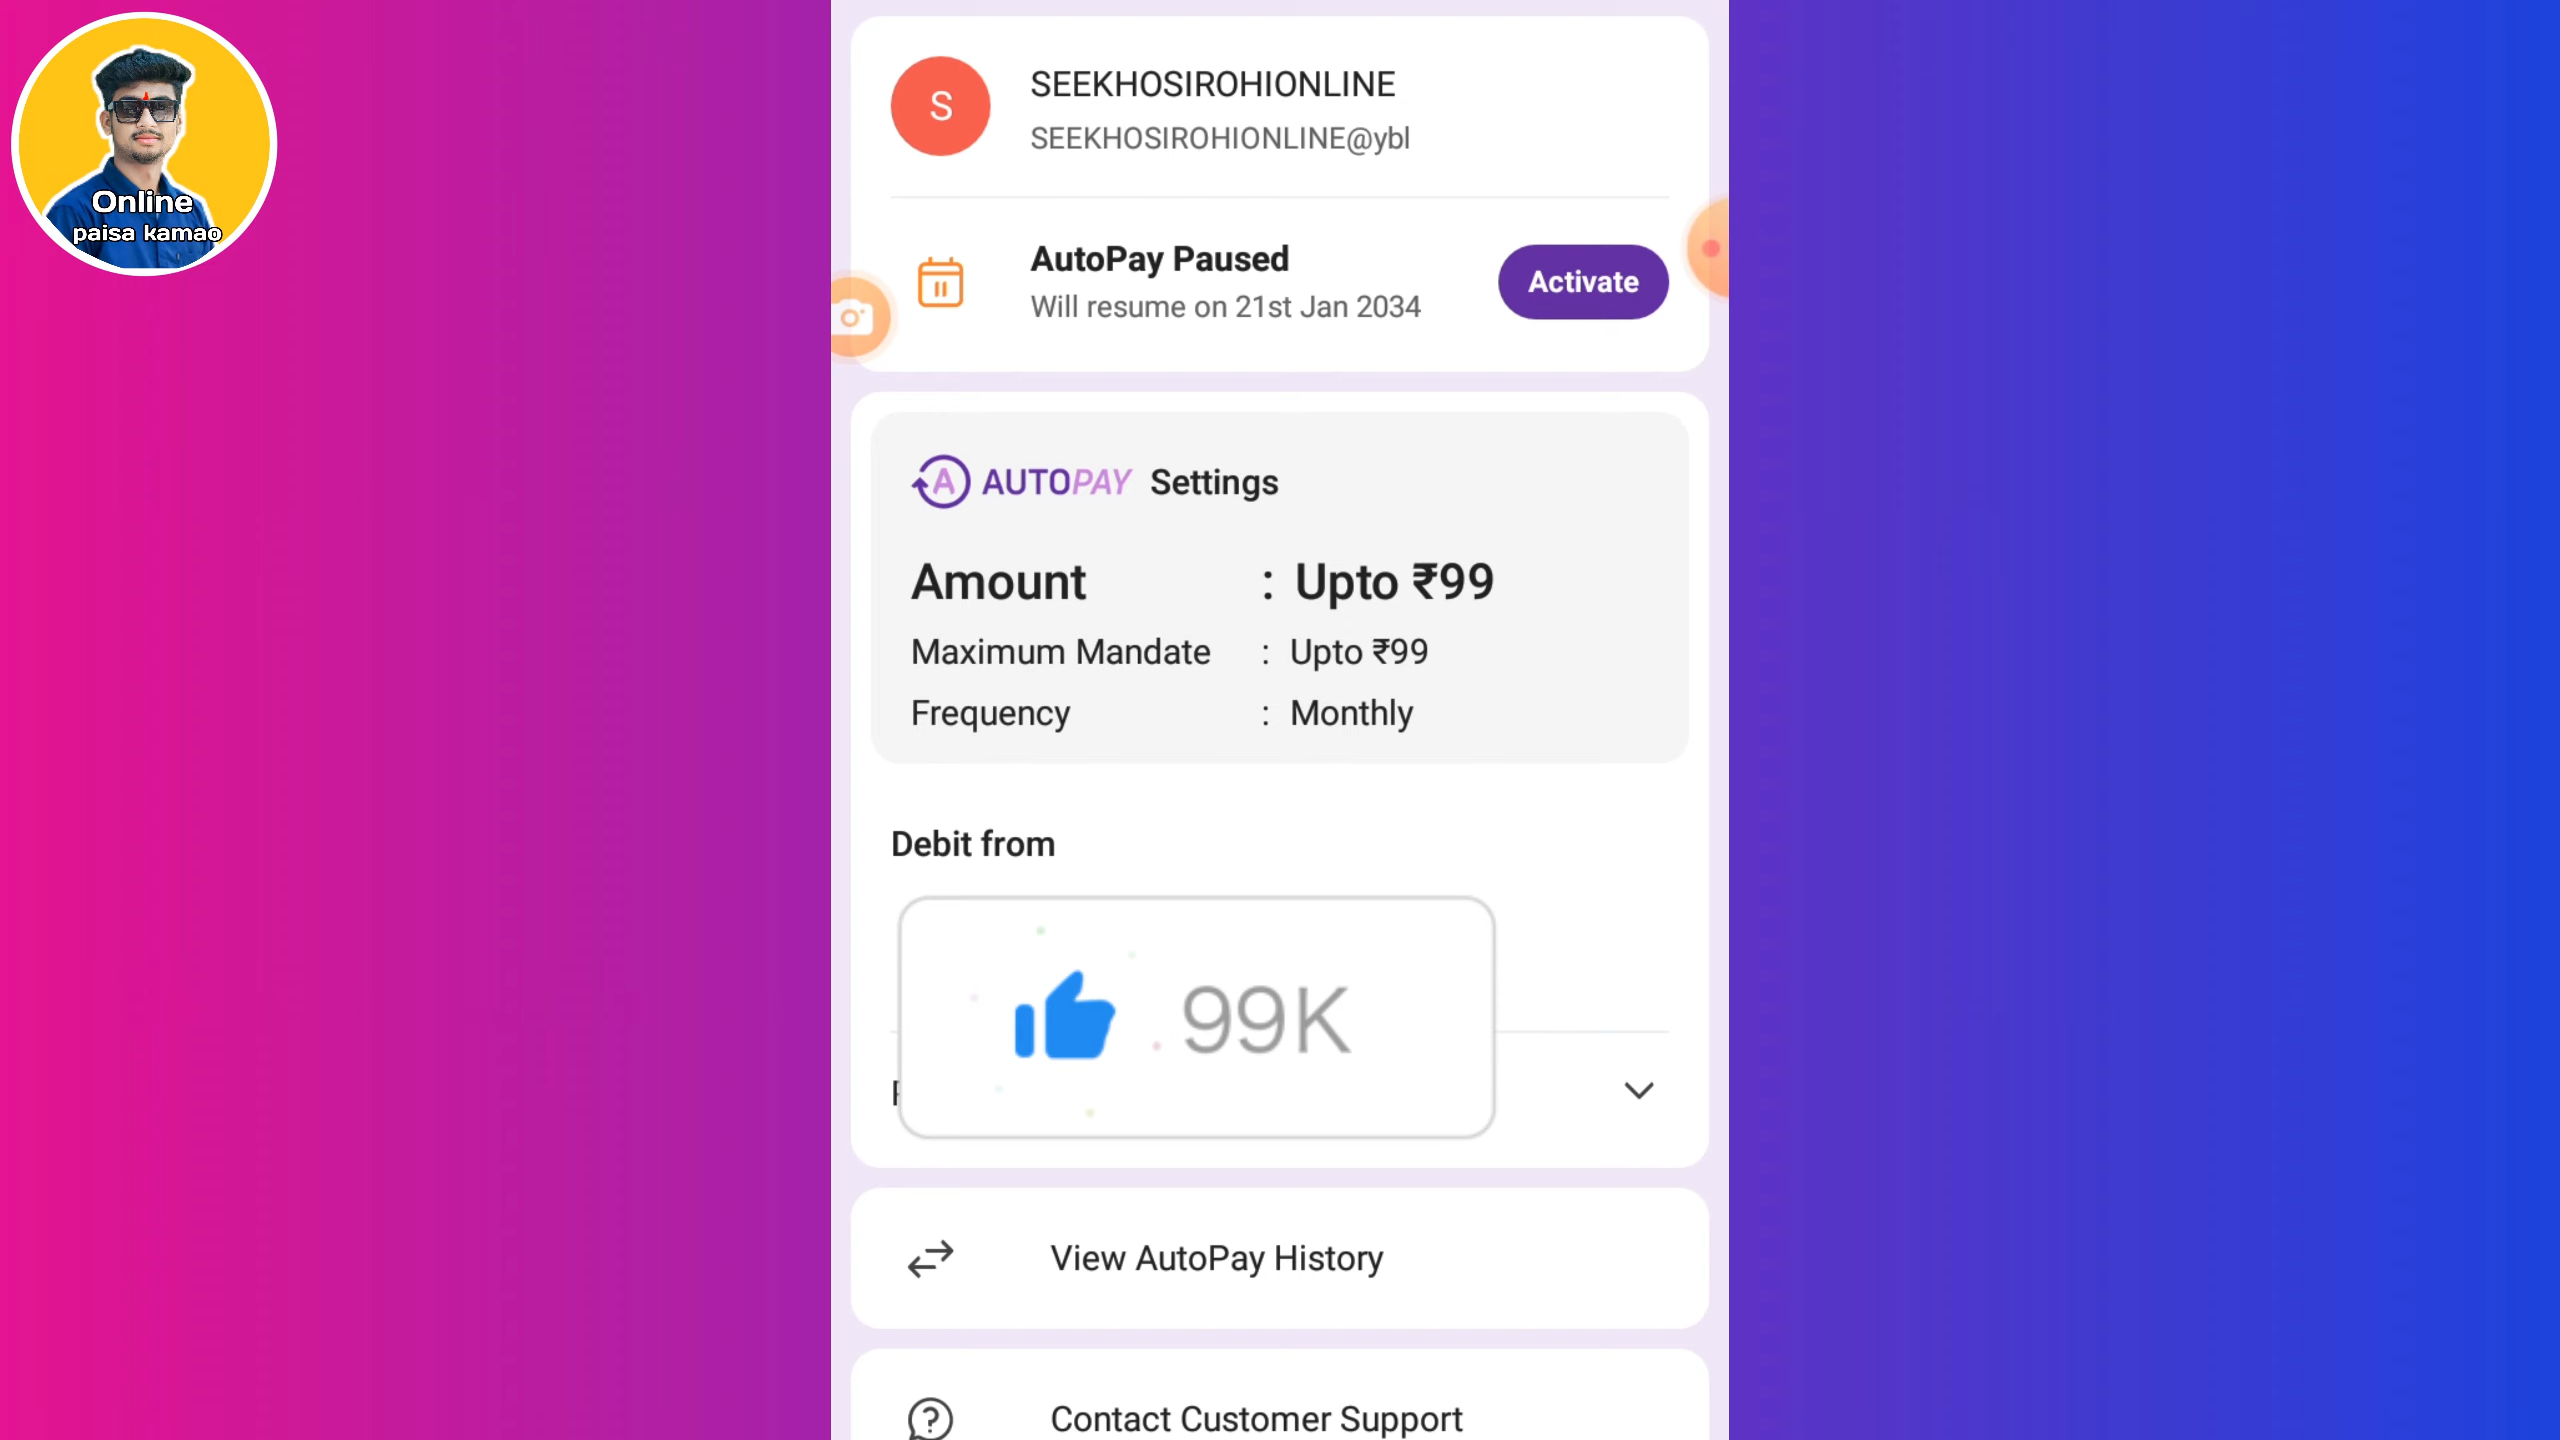 Online
paisa kamao
S
SEEKHOSIROHIONLINE
SEEKHOSIROHIONLINE@ybl
AutoPay Paused
Will resume on 21st Jan 2034
Activate
A AUTOPAY Settings
Amount : Upto ₹99
Maximum Mandate : Upto ₹99
Frequency : Monthly
Debit from
99K
View AutoPay History
Contact Customer Support